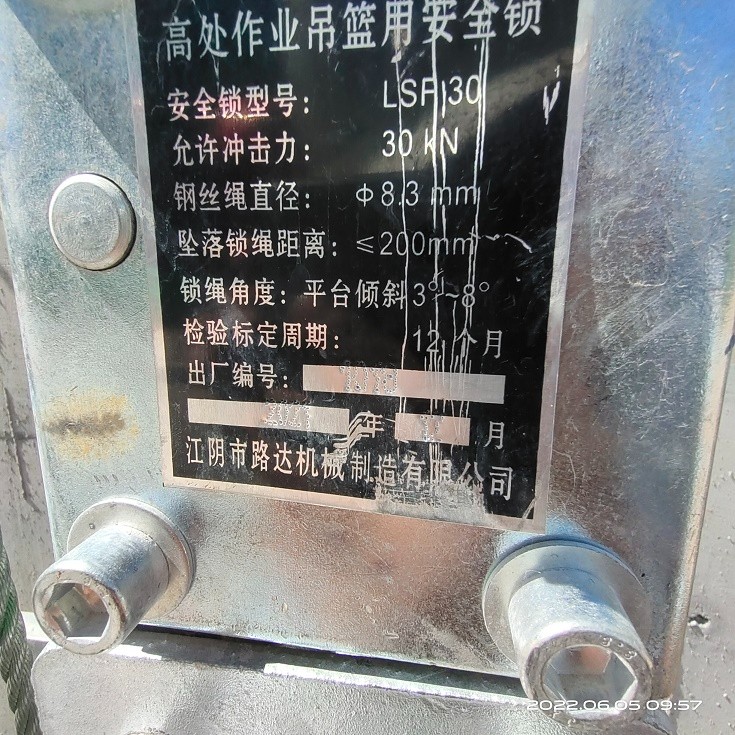 高处作业吊篮用安全锁
安全锁型号: LSF 30
允许冲击力: 30 kN
钢丝绳直径: Φ8.3 mm
坠落锁绳距离: ≤200mm
锁绳角度: 平台倾斜3°~8°
检验标定周期: 12 个月
出厂编号:
2021 年 月
江阴市路达机械制造有限公司
2022.06.05 09:57